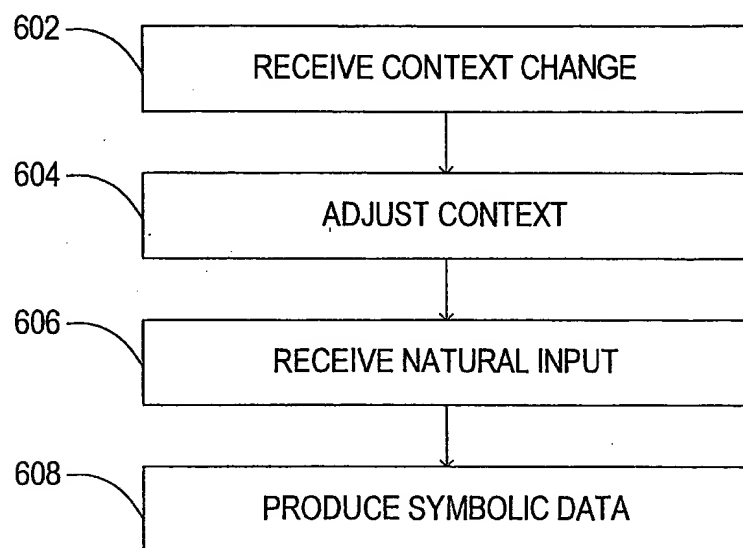 602
RECEIVE CONTEXT CHANGE
604
ADJUST CONTEXT
606
RECEIVE NATURAL INPUT
608
PRODUCE SYMBOLIC DATA